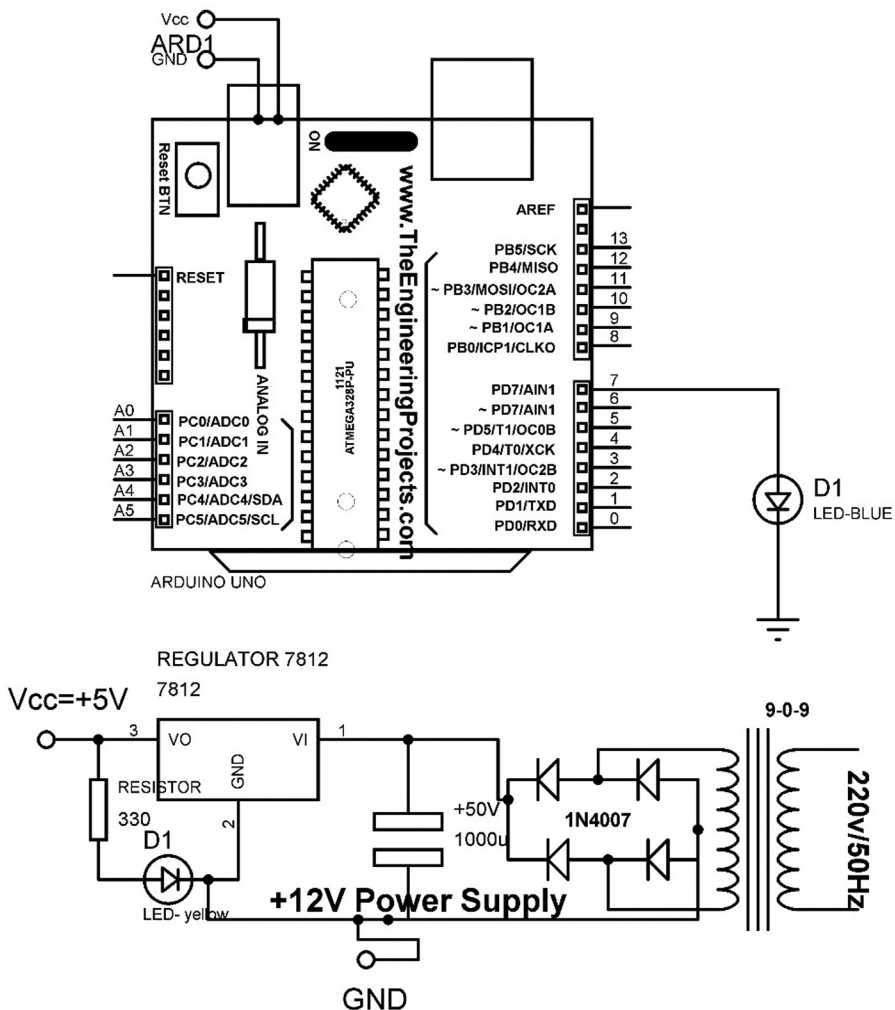 Vcc
ARD1
GND
Reset BTN
ON
www.TheEngineeringProjects.com
RESET
ANALOG IN
1121
ATMEGA328P-PU
AREF
PB5/SCK 13
PB4/MISO 12
~ PB3/MOSI/OC2A 11
~ PB2/OC1B 10
~ PB1/OC1A 9
PB0/ICP1/CLKO 8
PD7/AIN1 7
~ PD7/AIN1 6
~ PD5/T1/OC0B 5
PD4/T0/XCK 4
~ PD3/INT1/OC2B 3
PD2/INT0 2
PD1/TXD 1
PD0/RXD 0
A0 PC0/ADC0
A1 PC1/ADC1
A2 PC2/ADC2
A3 PC3/ADC3
A4 PC4/ADC4/SDA
A5 PC5/ADC5/SCL
ARDUINO UNO
D1
LED-BLUE
REGULATOR 7812
7812
Vcc=+5V
3 VO VI 1
GND
2
RESISTOR
330
D1
LED- yellow
+50V
1000u
1N4007
9-0-9
220v/50Hz
+12V Power Supply
GND